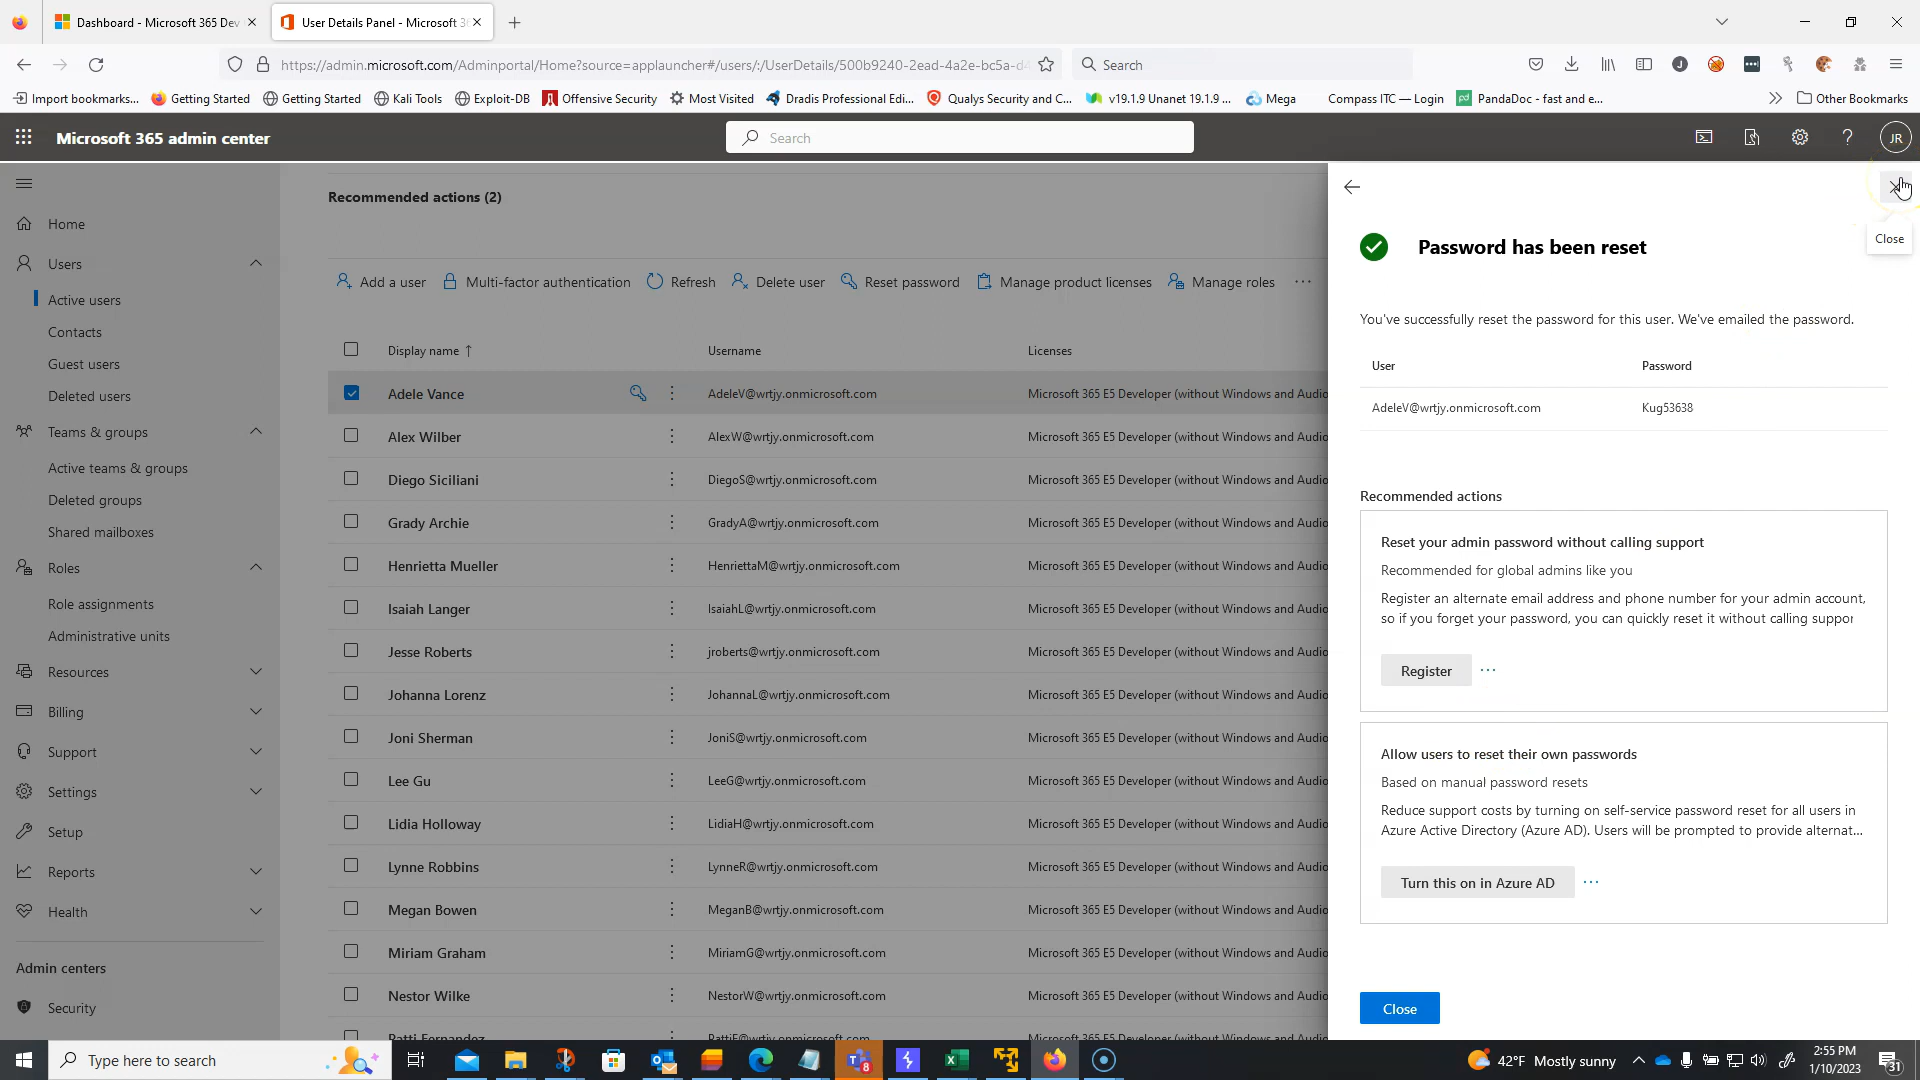 Dashboard - Microsoft 365 Dev
User Details Panel - Microsoft 36
https://admin.microsoft.com/Adminportal/Home?source=applauncher#/users/:/UserDetails/500b9240-2ead-4a2e-bc5a-d4
Search
Import bookmarks...
Getting Started
Getting Started
Kali Tools
Exploit-DB
Offensive Security
Most Visited
Dradis Professional Edi...
Qualys Security and C...
v19.1.9 Unanet 19.1.9 ...
Mega
Compass ITC — Login
PandaDoc - fast and e...
Other Bookmarks
Microsoft 365 admin center
Search
JR
Home
Users
Active users
Contacts
Guest users
Deleted users
Teams & groups
Active teams & groups
Deleted groups
Shared mailboxes
Roles
Role assignments
Administrative units
Resources
Billing
Support
Settings
Setup
Reports
Health
Admin centers
Security
Recommended actions (2)
Add a user
Multi-factor authentication
Refresh
Delete user
Reset password
Manage product licenses
Manage roles
Display name ↑ Username Licenses
Adele Vance AdeleV@wrtjy.onmicrosoft.com Microsoft 365 E5 Developer (without Windows and Audio
Alex Wilber AlexW@wrtjy.onmicrosoft.com Microsoft 365 E5 Developer (without Windows and Audio
Diego Siciliani DiegoS@wrtjy.onmicrosoft.com Microsoft 365 E5 Developer (without Windows and Audio
Grady Archie GradyA@wrtjy.onmicrosoft.com Microsoft 365 E5 Developer (without Windows and Audio
Henrietta Mueller HenriettaM@wrtjy.onmicrosoft.com Microsoft 365 E5 Developer (without Windows and Audio
Isaiah Langer IsaiahL@wrtjy.onmicrosoft.com Microsoft 365 E5 Developer (without Windows and Audio
Jesse Roberts jroberts@wrtjy.onmicrosoft.com Microsoft 365 E5 Developer (without Windows and Audio
Johanna Lorenz JohannaL@wrtjy.onmicrosoft.com Microsoft 365 E5 Developer (without Windows and Audio
Joni Sherman JoniS@wrtjy.onmicrosoft.com Microsoft 365 E5 Developer (without Windows and Audio
Lee Gu LeeG@wrtjy.onmicrosoft.com Microsoft 365 E5 Developer (without Windows and Audio
Lidia Holloway LidiaH@wrtjy.onmicrosoft.com Microsoft 365 E5 Developer (without Windows and Audio
Lynne Robbins LynneR@wrtjy.onmicrosoft.com Microsoft 365 E5 Developer (without Windows and Audio
Megan Bowen MeganB@wrtjy.onmicrosoft.com Microsoft 365 E5 Developer (without Windows and Audio
Miriam Graham MiriamG@wrtjy.onmicrosoft.com Microsoft 365 E5 Developer (without Windows and Audio
Nestor Wilke NestorW@wrtjy.onmicrosoft.com Microsoft 365 E5 Developer (without Windows and Audio
Patti Fernandez PattiF@wrtjy.onmicrosoft.com Microsoft 365 E5 Developer (without Windows and Audio
Close
Password has been reset
You've successfully reset the password for this user. We've emailed the password.
User Password
AdeleV@wrtjy.onmicrosoft.com Kug53638
Recommended actions
Reset your admin password without calling support
Recommended for global admins like you
Register an alternate email address and phone number for your admin account,
so if you forget your password, you can quickly reset it without calling suppor
Register
Allow users to reset their own passwords
Based on manual password resets
Reduce support costs by turning on self-service password reset for all users in
Azure Active Directory (Azure AD). Users will be prompted to provide alternat...
Turn this on in Azure AD
Close
Type here to search
8
42°F Mostly sunny
2:55 PM
1/10/2023
31